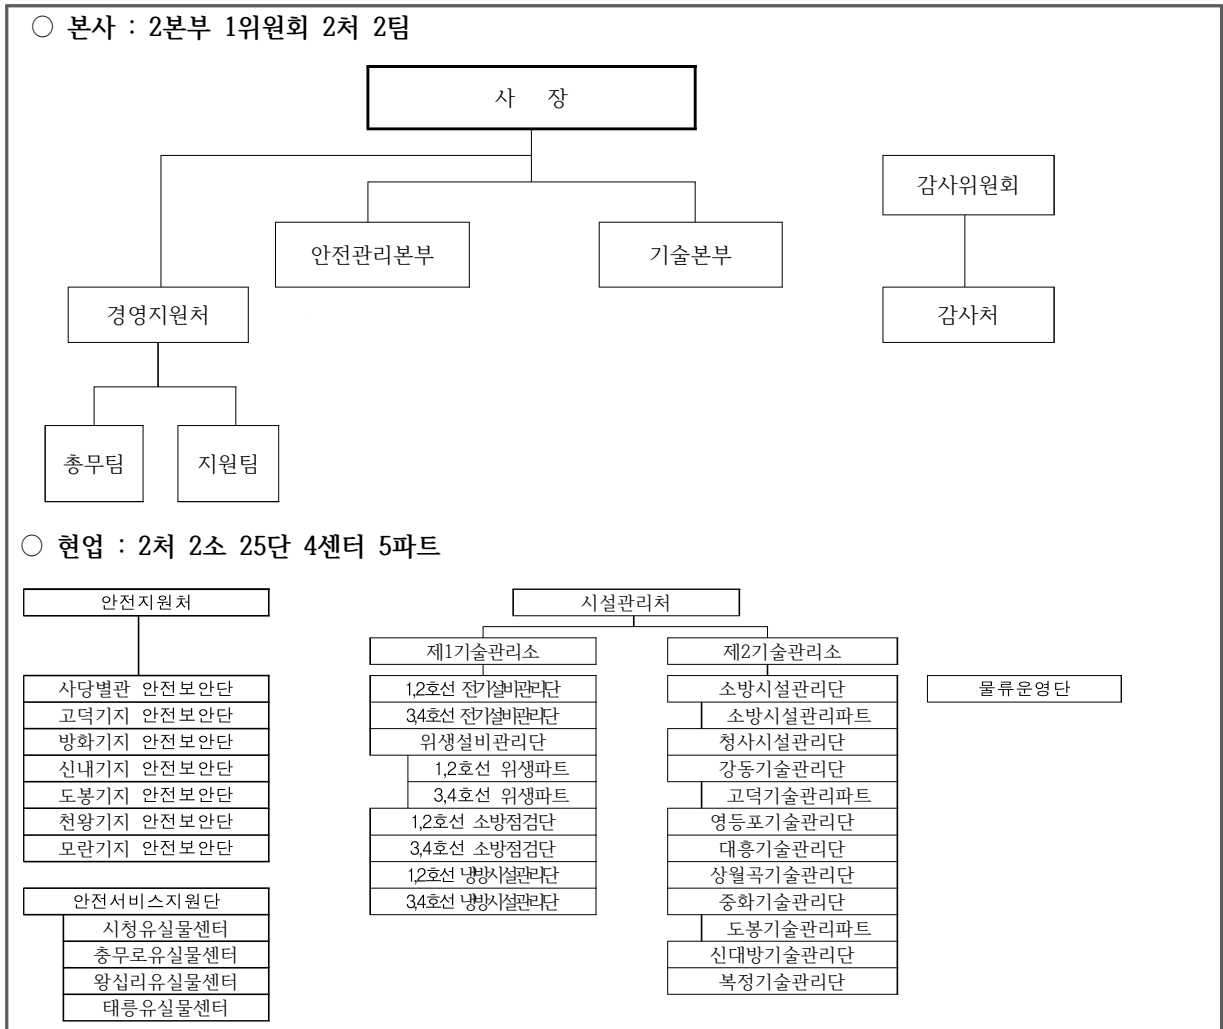 ○ 본사 : 2본부 1위원회 2처 2팀
사 장
감사위원회
안전관리본부
기술본부
경영지원처
감사처
총무팀
지원팀
○ 현업 : 2처 2소 25단 4센터 5파트
안전지원처
사당별관 안전보안단
고덕기지 안전보안단
방화기지 안전보안단
신내기지 안전보안단
도봉기지 안전보안단
천왕기지 안전보안단
모란기지 안전보안단
안전서비스지원단
시청유실물센터
충무로유실물센터
왕십리유실물센터
태릉유실물센터
시설관리처
제1기술관리소
1,2호선 전기설비관리단
3,4호선 전기설비관리단
위생설비관리단
1,2호선 위생파트
3,4호선 위생파트
1,2호선 소방점검단
3,4호선 소방점검단
1,2호선 냉방시설관리단
3,4호선 냉방시설관리단
제2기술관리소
소방시설관리단
소방시설관리파트
청사시설관리단
강동기술관리단
고덕기술관리파트
영등포기술관리단
대흥기술관리단
상월곡기술관리단
중화기술관리단
도봉기술관리파트
신대방기술관리단
복정기술관리단
물류운영단